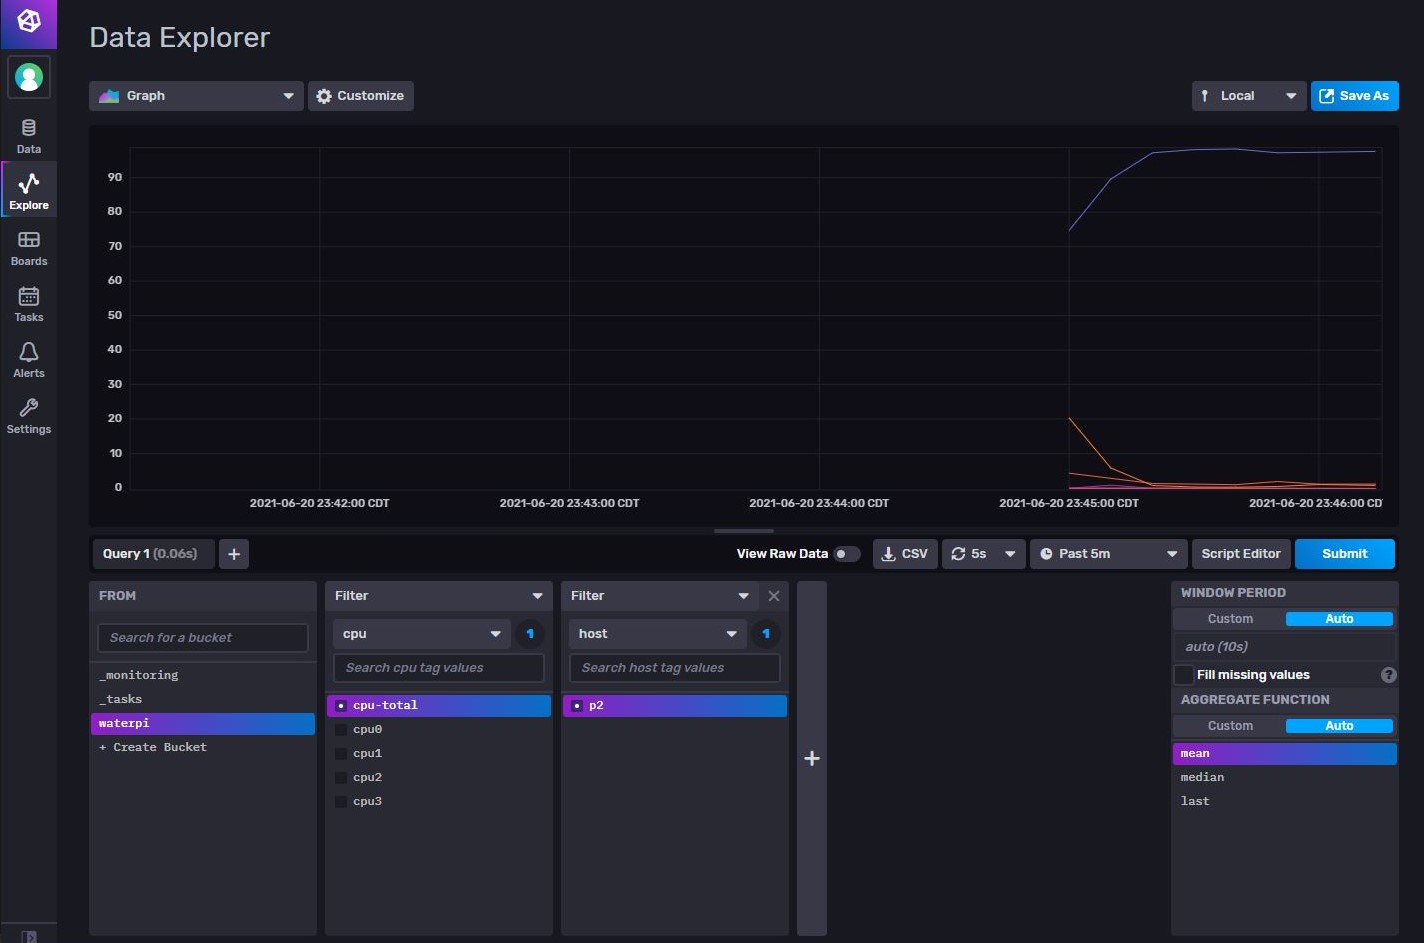 Data Explorer
Graph
Customize
Local
Save As
Data
Explore
Boards
Tasks
Alerts
Settings
90
80
70
60
50
40
30
20
10
0
2021-06-20 23:42:00 CDT
2021-06-20 23:43:00 CDT
2021-06-20 23:44:00 CDT
2021-06-20 23:45:00 CDT
2021-06-20 23:46:00 CD
Query 1 (0.06s)
+
View Raw Data
CSV
5s
Past 5m
Script Editor
Submit
FROM
Search for a bucket
_monitoring
_tasks
waterpi
+ Create Bucket
Filter
cpu
1
Search cpu tag values
cpu-total
cpu0
cpu1
cpu2
cpu3
Filter
host
1
Search host tag values
p2
+
WINDOW PERIOD
Custom Auto
auto (10s)
Fill missing values ?
AGGREGATE FUNCTION
Custom Auto
mean
median
last